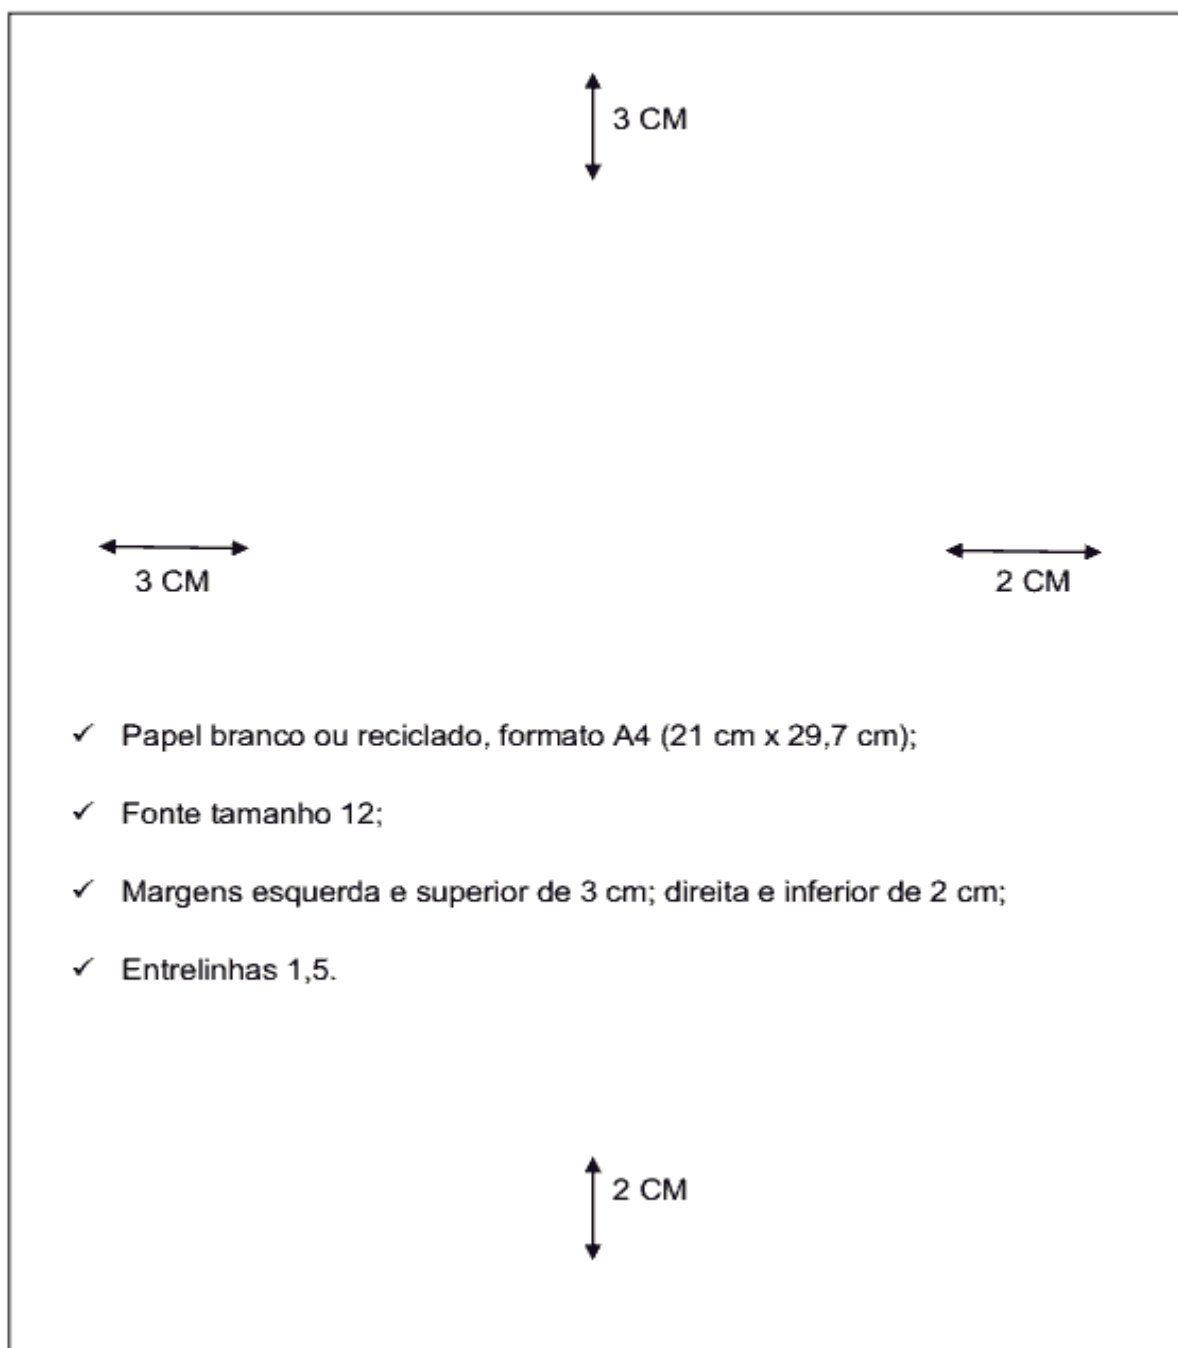 3 CM
3 CM
2 CM
✓ Papel branco ou reciclado, formato A4 (21 cm x 29,7 cm);
✓ Fonte tamanho 12;
✓ Margens esquerda e superior de 3 cm; direita e inferior de 2 cm;
✓ Entrelinhas 1,5.
2 CM